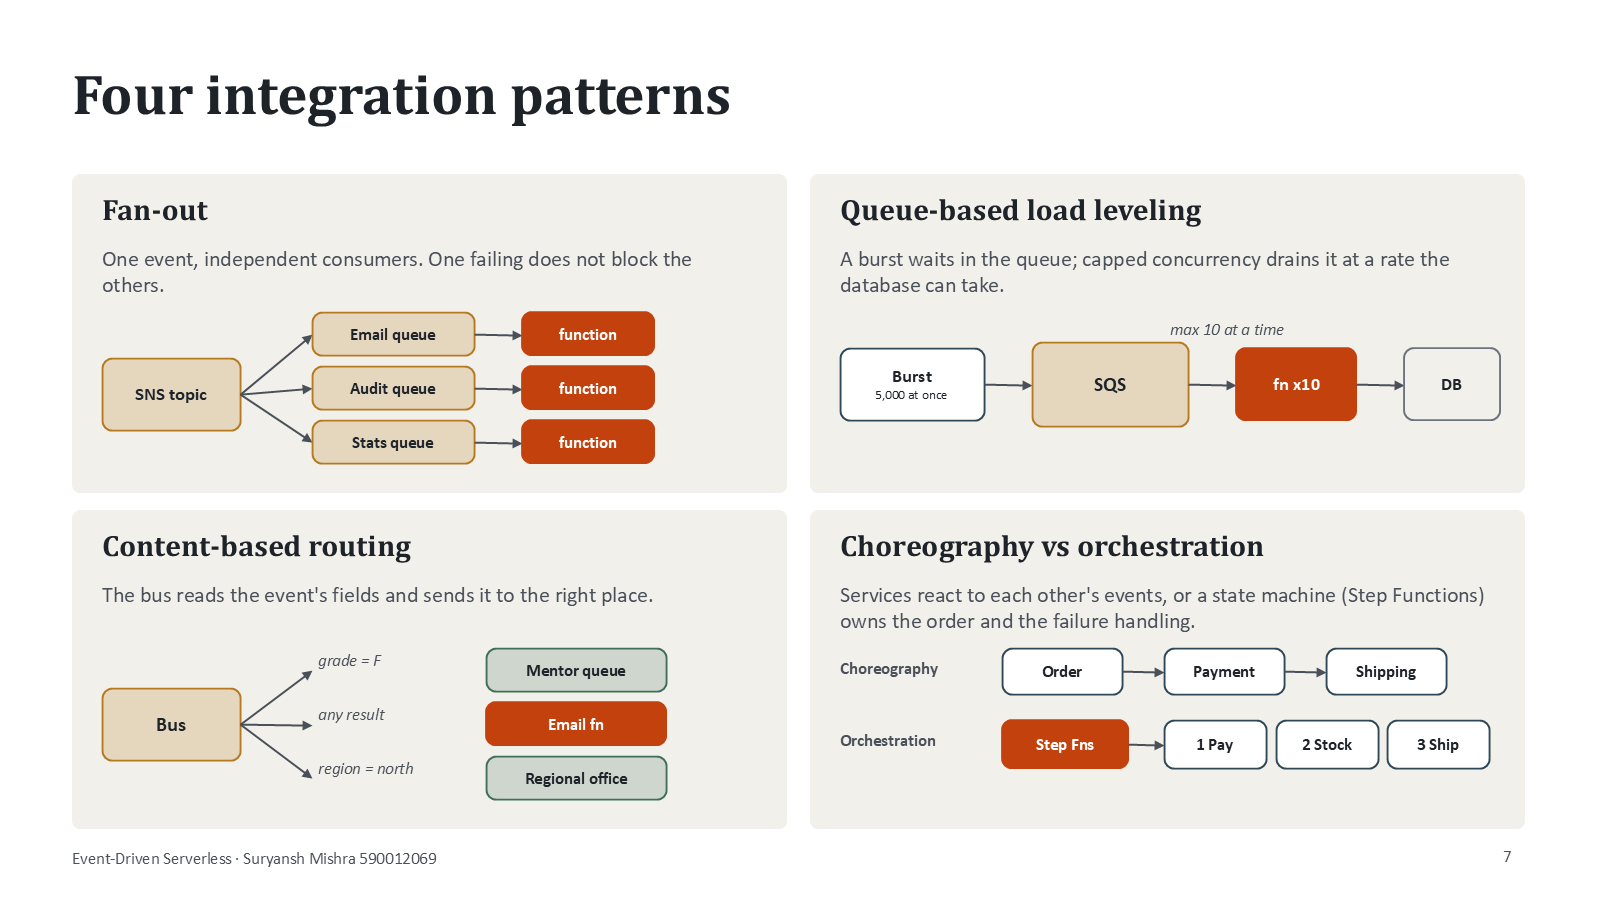 Four integration patterns
Fan-out
One event, independent consumers. One failing does not block the
others.
SNS topic
Email queue
function
Audit queue
function
Stats queue
function
Queue-based load leveling
A burst waits in the queue; capped concurrency drains it at a rate the
database can take.
max 10 at a time
Burst
5,000 at once
SQS
fn x10
DB
Content-based routing
The bus reads the event's fields and sends it to the right place.
Bus
grade = F
any result
region = north
Mentor queue
Email fn
Regional office
Choreography vs orchestration
Services react to each other's events, or a state machine (Step Functions)
owns the order and the failure handling.
Choreography
Order
Payment
Shipping
Orchestration
Step Fns
1 Pay
2 Stock
3 Ship
Event-Driven Serverless · Suryansh Mishra 590012069
7